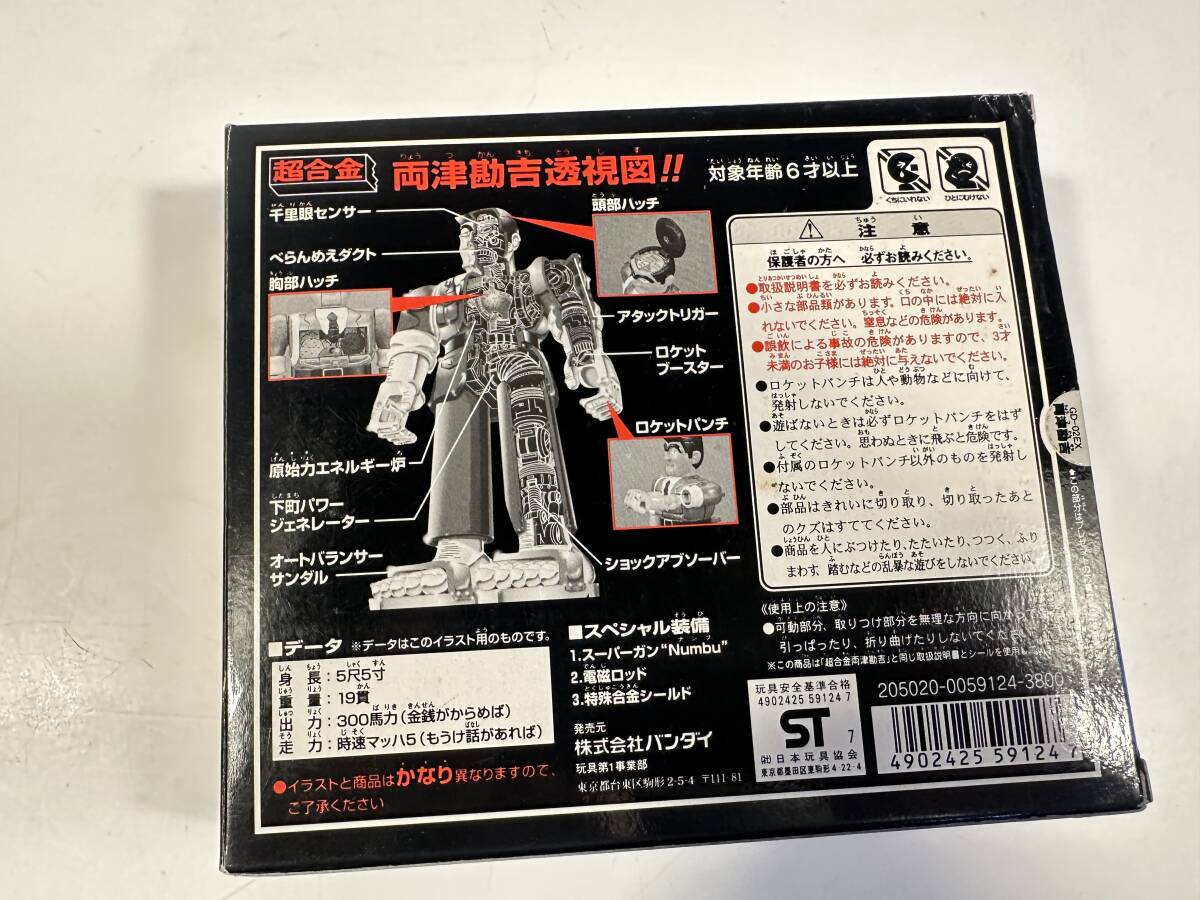 超合金
両津勘吉透視図!!
対象年齢6才以上
くちにいれない
ひとにむけない
千里眼センサー
べらんめえダクト
胸部ハッチ
頭部ハッチ
アタックトリガー
ロケット
ブースター
ロケットパンチ
原始力エネルギー炉
下町パワー
ジェネレーター
オートバランサー
サンダル
ショックアブソーバー
注意
保護者の方へ 必ずお読みください。
●取扱説明書を必ずお読みください。
●小さな部品類があります。口の中には絶対に入
れないでください。窒息などの危険があります。
●誤飲による事故の危険がありますので、3才
未満のお子様には絶対に与えないでください。
●ロケットパンチは人や動物などに向けて、
発射しないでください。
●遊ばないときは必ずロケットパンチをはず
してください。思わぬときに飛ぶと危険です。
●付属のロケットパンチ以外のものを発射し
ないでください。
●部品はきれいに切り取り、切り取ったあと
のクズはすててください。
●商品を人にぶつけたり、たたいたり、つつく、ふり
まわす、踏むなどの乱暴な遊びをしないでください。
《使用上の注意》
●可動部分、取りつけ部分を無理な方向に向かって
引っぱったり、折り曲げたりしないでくださ
※この商品は「超合金両津勘吉」と同じ取扱説明書とシールを使用し
■データ ※データはこのイラスト用のものです。
身長:5尺5寸
重量:19貫
出力:300馬力(金銭がからめば)
走力:時速マッハ5(もうけ話があれば)
●イラストと商品はかなり異なりますので、
ご了承ください
■スペシャル装備
1.スーパーガン“Numbu”
2.電磁ロッド
3.特殊合金シールド
発売元
株式会社バンダイ
玩具第1事業部
東京都台東区駒形2-5-4 〒111-81
玩具安全基準合格
4902425 59124 7
ST
7
㈳日本玩具協会
東京都墨田区東駒形4-22-4
205020-0059124-3800
4902425 59124 7
GD-02EX
両津勘吉
★この部分は